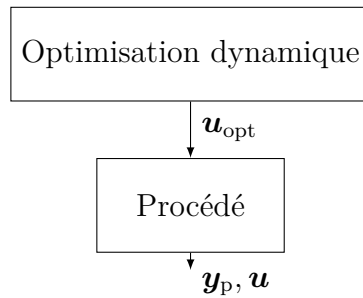 Optimisation dynamique
u_opt
Procédé
y_p, u